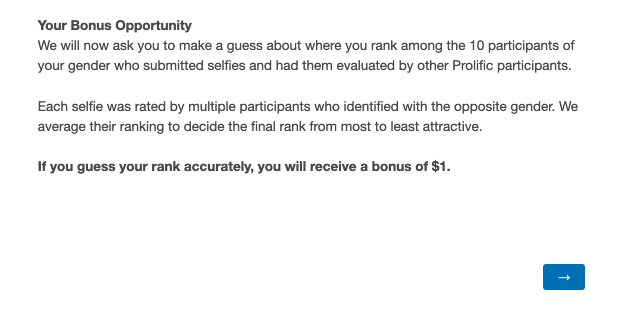 Your Bonus Opportunity
We will now ask you to make a guess about where you rank among the 10 participants of
your gender who submitted selfies and had them evaluated by other Prolific participants.
Each selfie was rated by multiple participants who identified with the opposite gender. We
average their ranking to decide the final rank from most to least attractive.
If you guess your rank accurately, you will receive a bonus of $1.
→